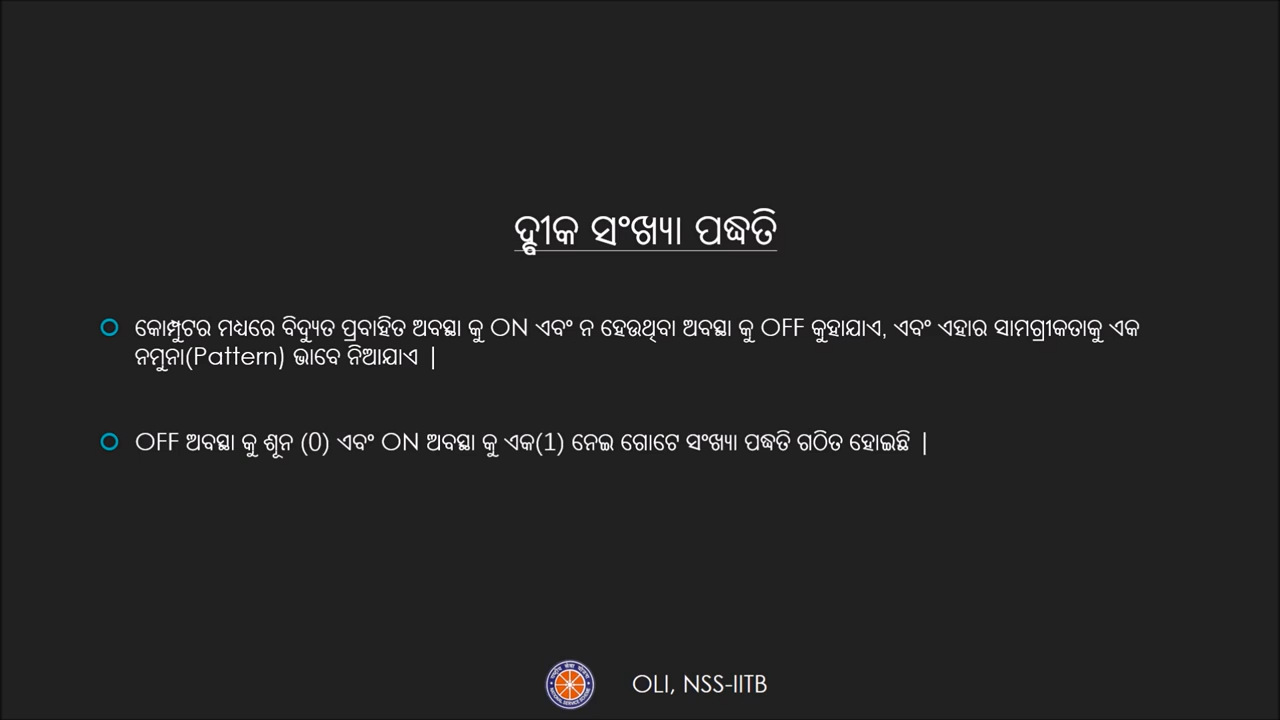 ଦ୍ବୀକ ସଂଖ୍ୟା ପଦ୍ଧତି
କୋମ୍ପୁଟର ମଧ୍ୟରେ ବିଦ୍ୟୁତ ପ୍ରବାହିତ ଅବସ୍ଥା କୁ ON ଏବଂ ନ ହେଉଥିବା ଅବସ୍ଥା କୁ OFF କୁହାଯାଏ, ଏବଂ ଏହାର ସାମଗ୍ରୀକତାକୁ ଏକ
ନମୁନା(Pattern) ଭାବେ ନିଆଯାଏ |
OFF ଅବସ୍ଥା କୁ ଶୂନ (0) ଏବଂ ON ଅବସ୍ଥା କୁ ଏକ(1) ନେଇ ଗୋଟେ ସଂଖ୍ୟା ପଦ୍ଧତି ଗଠିତ ହୋଇଛି |
OLI, NSS-IITB